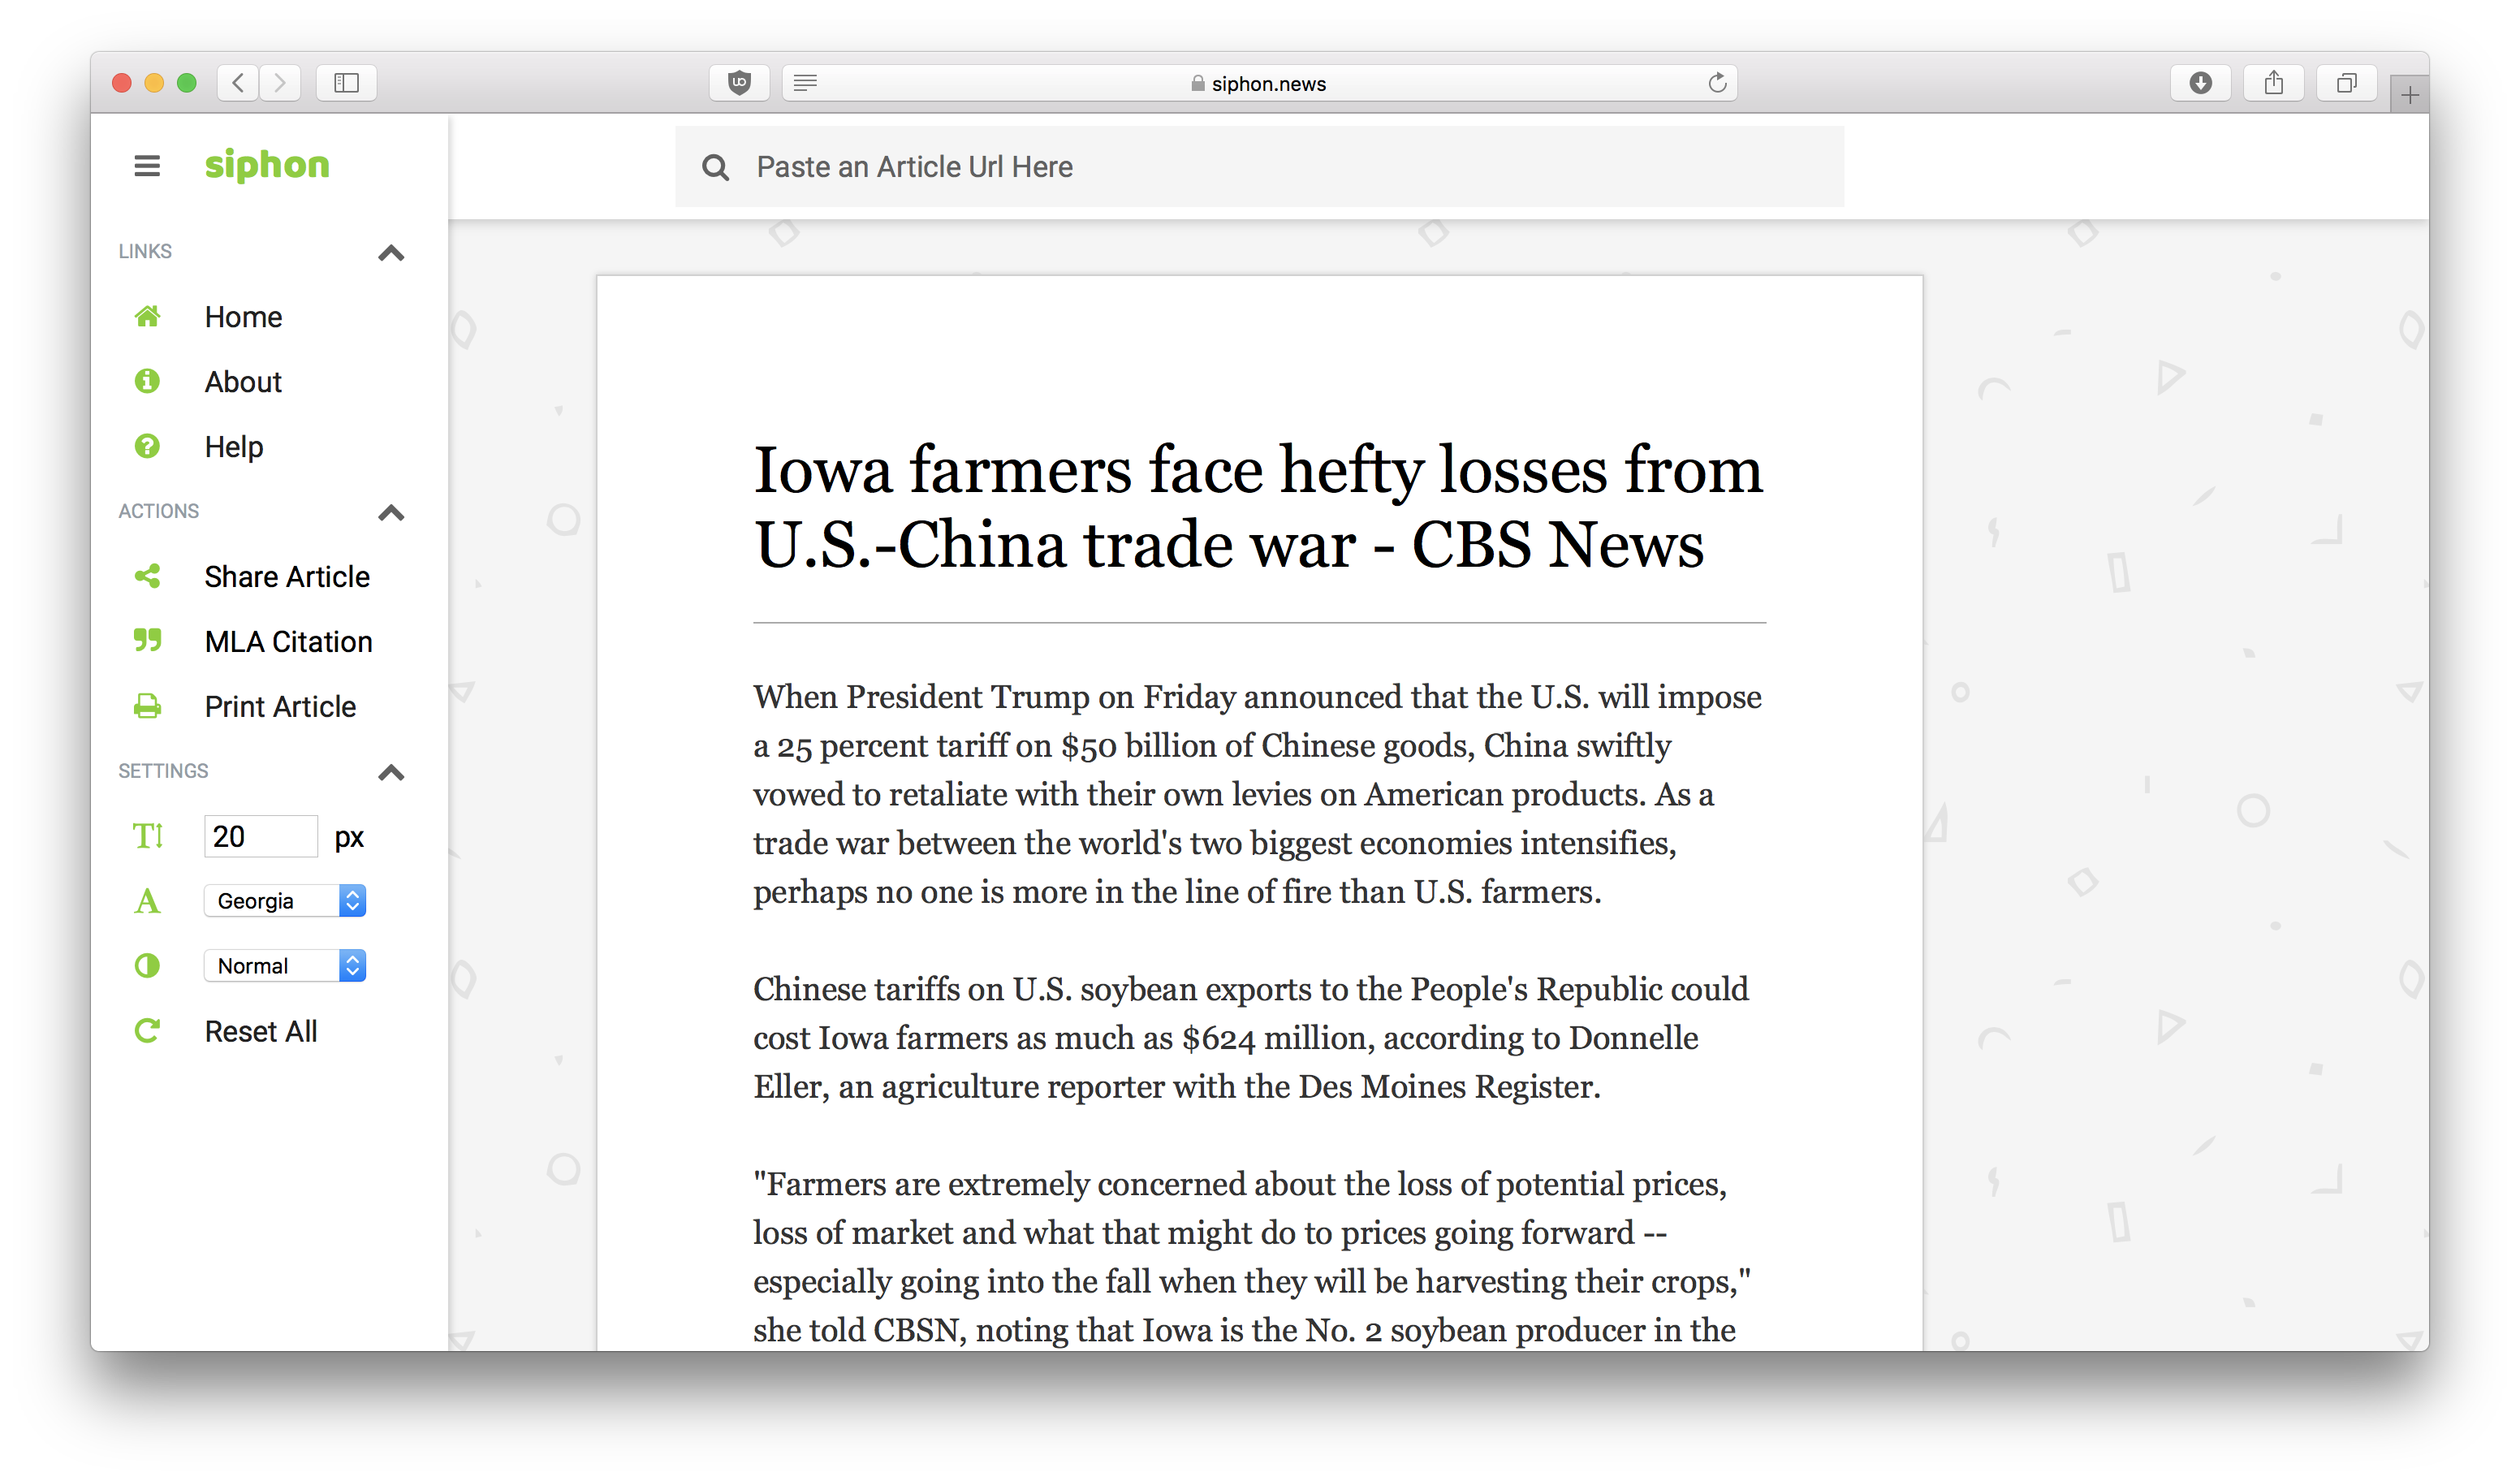 siphon.news
siphon
Paste an Article Url Here
LINKS
Home
About
Help
ACTIONS
Share Article
MLA Citation
Print Article
SETTINGS
20 px
Georgia
Normal
Reset All
Iowa farmers face hefty losses from
U.S.-China trade war - CBS News
When President Trump on Friday announced that the U.S. will impose
a 25 percent tariff on $50 billion of Chinese goods, China swiftly
vowed to retaliate with their own levies on American products. As a
trade war between the world's two biggest economies intensifies,
perhaps no one is more in the line of fire than U.S. farmers.
Chinese tariffs on U.S. soybean exports to the People's Republic could
cost Iowa farmers as much as $624 million, according to Donnelle
Eller, an agriculture reporter with the Des Moines Register.
"Farmers are extremely concerned about the loss of potential prices,
loss of market and what that might do to prices going forward --
especially going into the fall when they will be harvesting their crops,"
she told CBSN, noting that Iowa is the No. 2 soybean producer in the